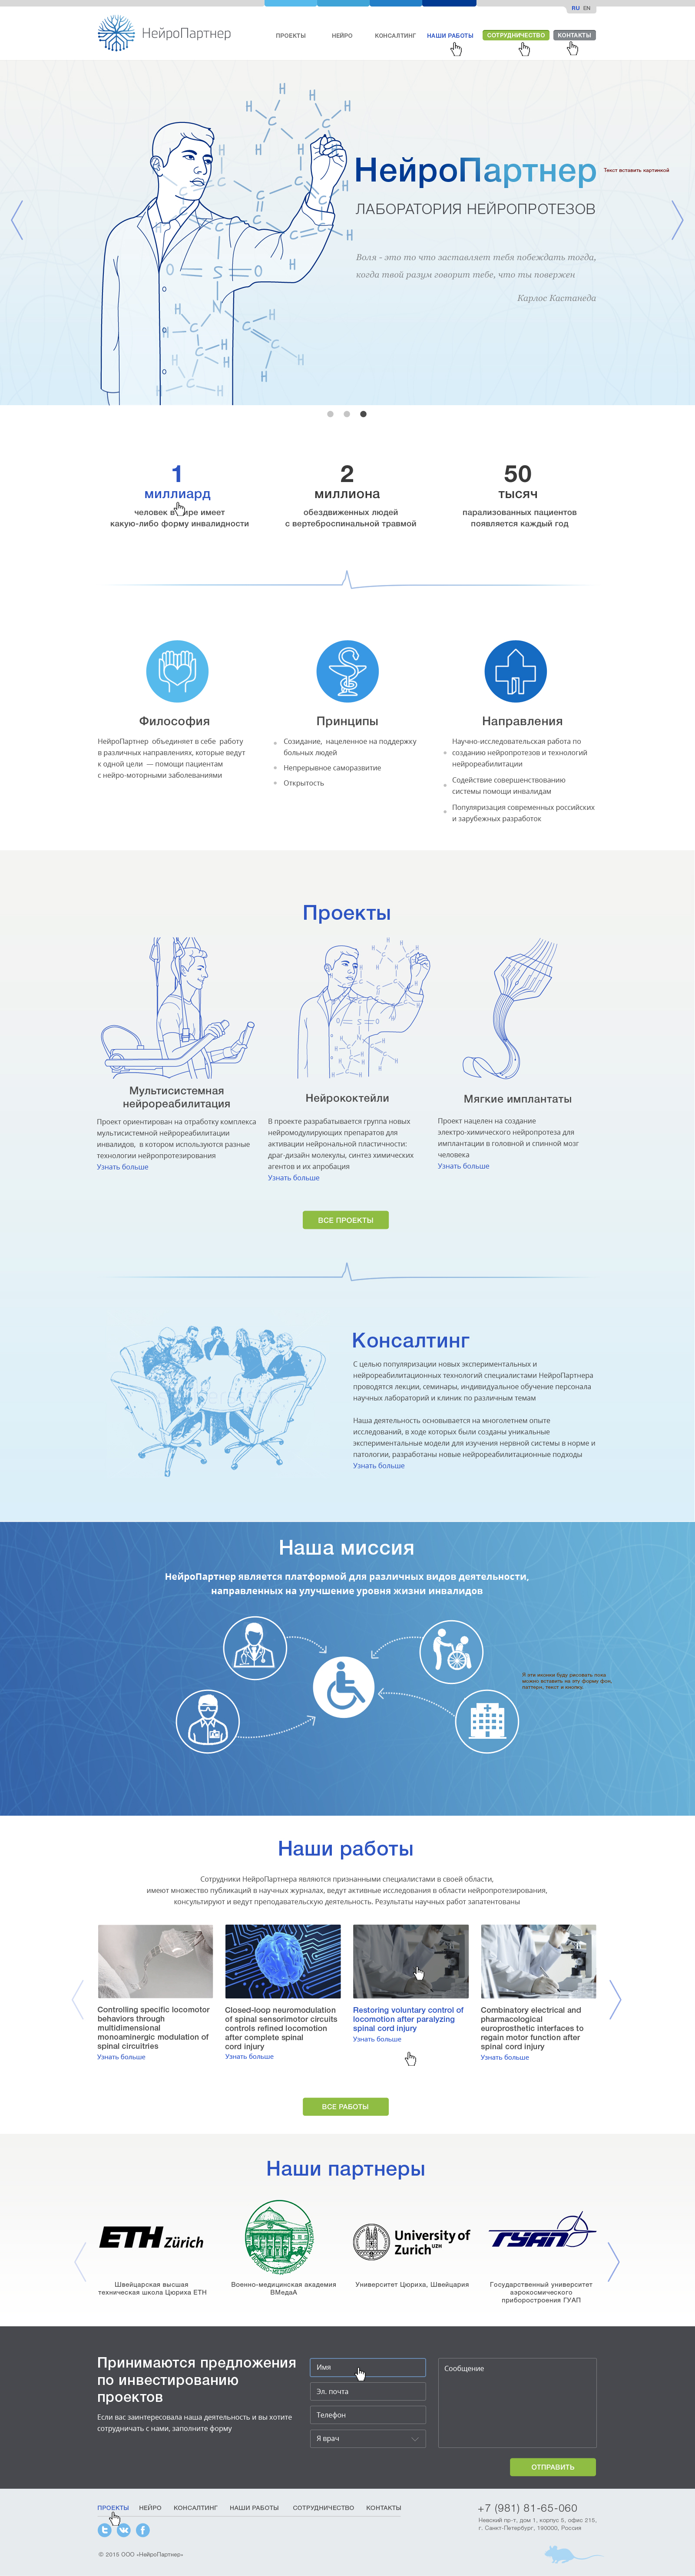 RU EN
НейроПартнер
ПРОЕКТЫ НЕЙРО КОНСАЛТИНГ НАШИ РАБОТЫ СОТРУДНИЧЕСТВО КОНТАКТЫ
НейроПартнер
Текст вставить картинкой
ЛАБОРАТОРИЯ НЕЙРОПРОТЕЗОВ
Воля - это то что заставляет тебя побеждать тогда,
когда твой разум говорит тебе, что ты повержен
Карлос Кастанеда
1
миллиард
человек в мире имеет
какую-либо форму инвалидности
2
миллиона
обездвиженных людей
с вертеброспинальной травмой
50
тысяч
парализованных пациентов
появляется каждый год
Философия
НейроПартнер объединяет в себе работу
в различных направлениях, которые ведут
к одной цели — помощи пациентам
с нейро-моторными заболеваниями
Принципы
Созидание, нацеленное на поддержку
больных людей
Непрерывное саморазвитие
Открытость
Направления
Научно-исследовательская работа по
созданию нейропротезов и технологий
нейрореабилитации
Содействие совершенствованию
системы помощи инвалидам
Популяризация современных российских
и зарубежных разработок
Проекты
Мультисистемная
нейрореабилитация
Проект ориентирован на отработку комплекса
мультисистемной нейрореабилитации
инвалидов, в котором используются разные
технологии нейропротезирования
Узнать больше
Нейрококтейли
В проекте разрабатывается группа новых
нейромодулирующих препаратов для
активации нейрональной пластичности:
драг-дизайн молекулы, синтез химических
агентов и их апробация
Узнать больше
Мягкие имплантаты
Проект нацелен на создание
электро-химического нейропротеза для
имплантации в головной и спинной мозг
человека
Узнать больше
ВСЕ ПРОЕКТЫ
Консалтинг
С целью популяризации новых экспериментальных и
нейрореабилитационных технологий специалистами НейроПартнера
проводятся лекции, семинары, индивидуальное обучение персонала
научных лабораторий и клиник по различным темам
Наша деятельность основывается на многолетнем опыте
исследований, в ходе которых были созданы уникальные
экспериментальные модели для изучения нервной системы в норме и
патологии, разработаны новые нейрореабилитационные подходы
Узнать больше
Наша миссия
НейроПартнер является платформой для различных видов деятельности,
направленных на улучшение уровня жизни инвалидов
Я эти иконки буду рисовать пока
можно вставить на эту форму фон,
паттерн, текст и кнопку.
Наши работы
Сотрудники НейроПартнера являются признанными специалистами в своей области,
имеют множество публикаций в научных журналах, ведут активные исследования в области нейропротезирования,
консультируют и ведут преподавательскую деятельность. Результаты научных работ запатентованы
Controlling specific locomotor
behaviors through
multidimensional
monoaminergic modulation of
spinal circuitries
Узнать больше
Closed-loop neuromodulation
of spinal sensorimotor circuits
controls refined locomotion
after complete spinal
cord injury
Узнать больше
Restoring voluntary control of
locomotion after paralyzing
spinal cord injury
Узнать больше
Combinatory electrical and
pharmacological
europrosthetic interfaces to
regain motor function after
spinal cord injury
Узнать больше
ВСЕ РАБОТЫ
Наши партнеры
ETH Zürich
Швейцарская высшая
техническая школа Цюриха ETH
Военно-медицинская академия
ВМедаА
University of
Zurich UZH
Университет Цюриха, Швейцария
ГУАП
Государственный университет
аэрокосмического
приборостроения ГУАП
Принимаются предложения
по инвестированию
проектов
Если вас заинтересовала наша деятельность и вы хотите
сотрудничать с нами, заполните форму
Имя
Эл. почта
Телефон
Я врач
Сообщение
ОТПРАВИТЬ
ПРОЕКТЫ НЕЙРО КОНСАЛТИНГ НАШИ РАБОТЫ СОТРУДНИЧЕСТВО КОНТАКТЫ
+7 (981) 81-65-060
Невский пр-т, дом 1, корпус 5, офис 215,
г. Санкт-Петербург, 190000, Россия
© 2015 ООО «НейроПартнер»